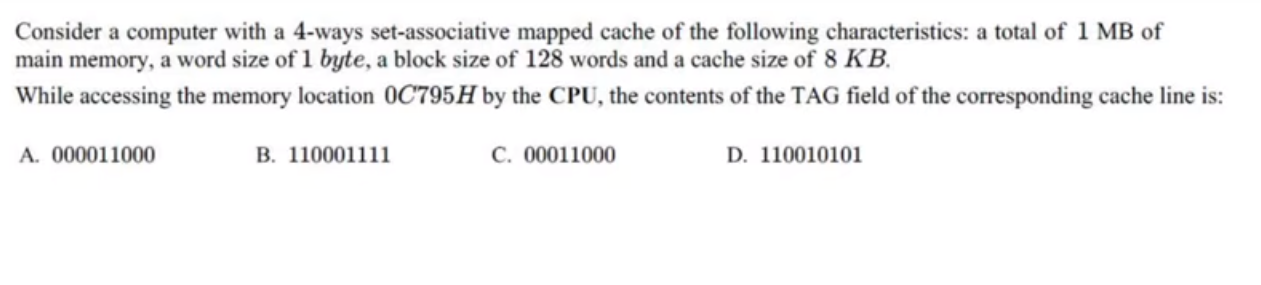 Consider a computer with a 4-ways set-associative mapped cache of the following characteristics: a total of 1 MB of
main memory, a word size of 1 byte, a block size of 128 words and a cache size of 8 KB.
While accessing the memory location 0C795H by the CPU, the contents of the TAG field of the corresponding cache line is:
A. 000011000 B. 110001111 C. 00011000 D. 110010101